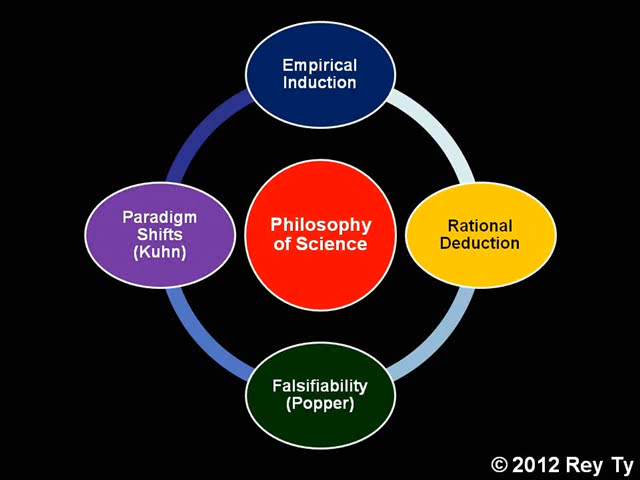 Empirical
Induction
Paradigm
Shifts
(Kuhn)
Philosophy
of Science
Rational
Deduction
Falsifiability
(Popper)
© 2012 Rey Ty